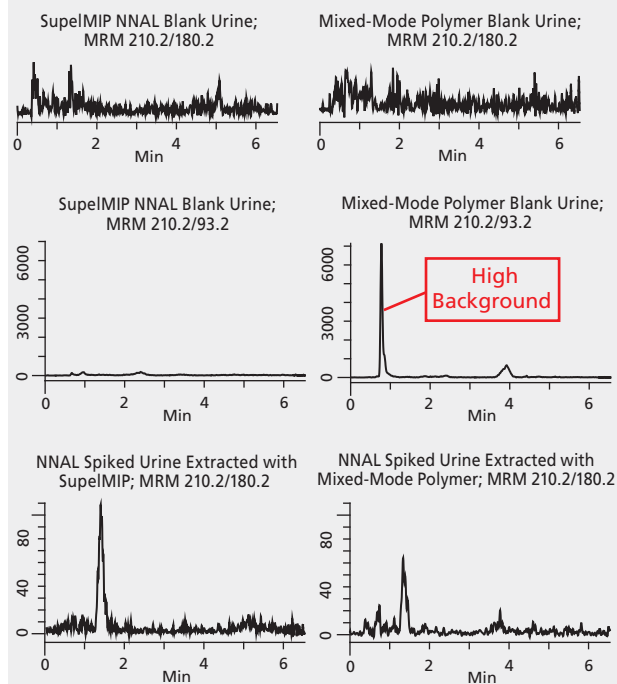 SupelMIP NNAL Blank Urine;
MRM 210.2/180.2
0 2 4 6
Min
Mixed-Mode Polymer Blank Urine;
MRM 210.2/180.2
0 2 4 6
Min
SupelMIP NNAL Blank Urine;
MRM 210.2/93.2
6000
3000
0
0 2 4 6
Min
Mixed-Mode Polymer Blank Urine;
MRM 210.2/93.2
6000
3000
0
High
Background
0 2 4 6
Min
NNAL Spiked Urine Extracted with
SupelMIP; MRM 210.2/180.2
80
40
0
0 2 4 6
Min
NNAL Spiked Urine Extracted with
Mixed-Mode Polymer; MRM 210.2/180.2
80
40
0
0 2 4 6
Min